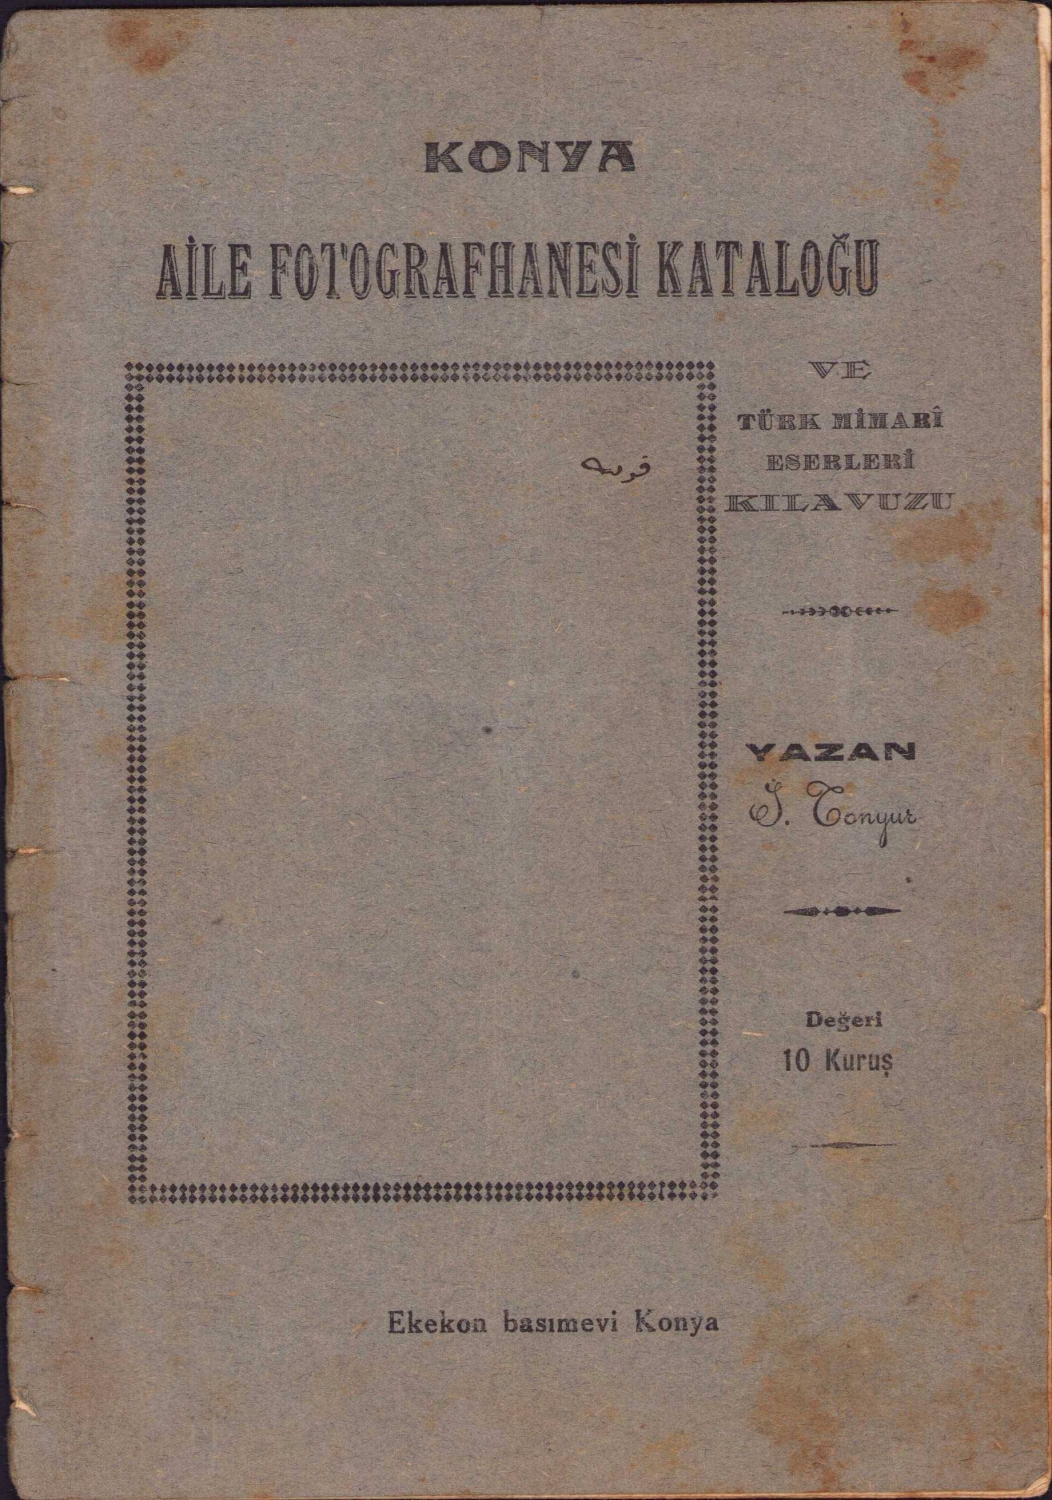 KONYA
AİLE FOTOGRAFHANESİ KATALOĞU
VE
TÜRK MİMARÎ
ESERLERİ
KILAVUZU
قونیه
YAZAN
İ. Tonyur
Değeri
10 Kuruş
Ekekon basımevi Konya